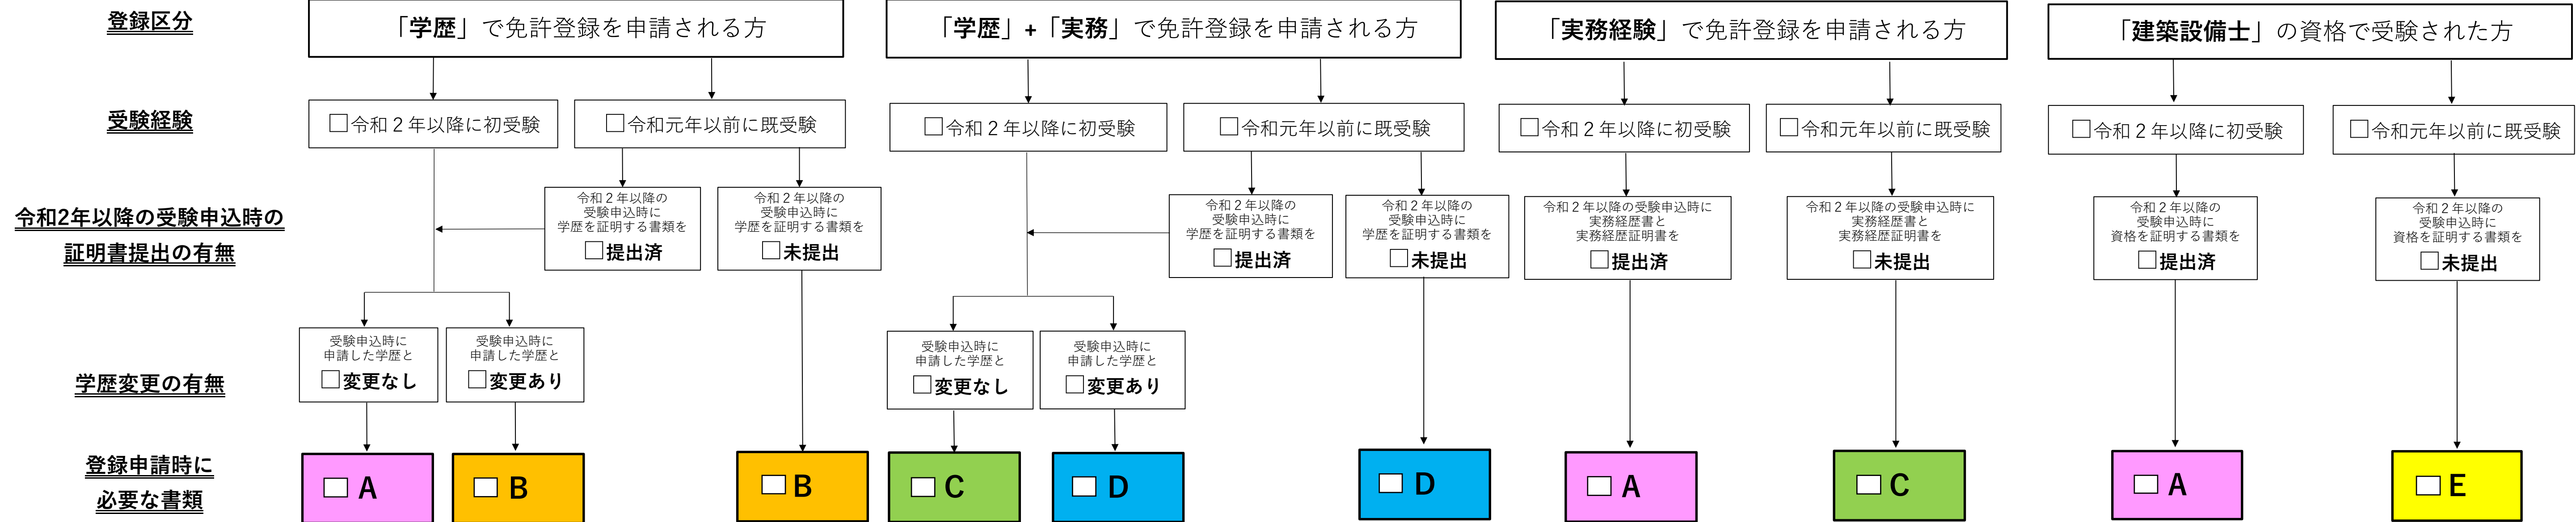 登録区分
「学歴」で免許登録を申請される方
「学歴」+「実務」で免許登録を申請される方
「実務経験」で免許登録を申請される方
「建築設備士」の資格で受験された方
受験経験
□令和２年以降に初受験
□令和元年以前に既受験
□令和２年以降に初受験
□令和元年以前に既受験
□令和２年以降に初受験
□令和元年以前に既受験
□令和２年以降に初受験
□令和元年以前に既受験
令和2年以降の受験申込時の
証明書提出の有無
令和２年以降の
受験申込時に
学歴を証明する書類を
□提出済
令和２年以降の
受験申込時に
学歴を証明する書類を
□未提出
令和２年以降の
受験申込時に
学歴を証明する書類を
□提出済
令和２年以降の
受験申込時に
学歴を証明する書類を
□未提出
令和２年以降の受験申込時に
実務経歴書と
実務経歴証明書を
□提出済
令和２年以降の受験申込時に
実務経歴書と
実務経歴証明書を
□未提出
令和２年以降の
受験申込時に
資格を証明する書類を
□提出済
令和２年以降の
受験申込時に
資格を証明する書類を
□未提出
学歴変更の有無
受験申込時に
申請した学歴と
□変更なし
受験申込時に
申請した学歴と
□変更あり
受験申込時に
申請した学歴と
□変更なし
受験申込時に
申請した学歴と
□変更あり
登録申請時に
必要な書類
□ A
□ B
□ B
□ C
□ D
□ D
□ A
□ C
□ A
□ E